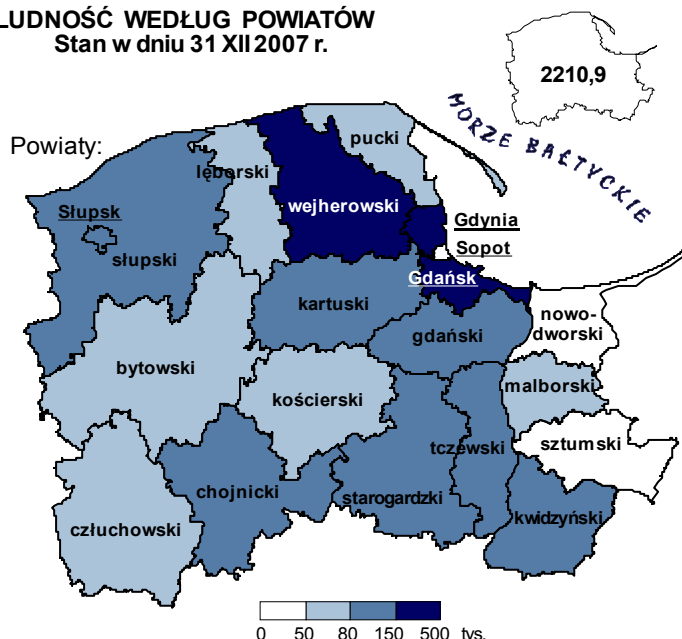 LUDNOŚĆ WEDŁUG POWIATÓW
Stan w dniu 31 XII 2007 r.
2210,9
MORZE BAŁTYCKIE
Powiaty:
pucki
lęborski
wejherowski
Słupsk
Gdynia
słupski
Sopot
Gdańsk
kartuski
nowo-
dworski
gdański
bytowski
malborski
kościerski
tczewski
sztumski
chojnicki
starogardzki
kwidzyński
człuchowski
0 50 80 150 500 tys.